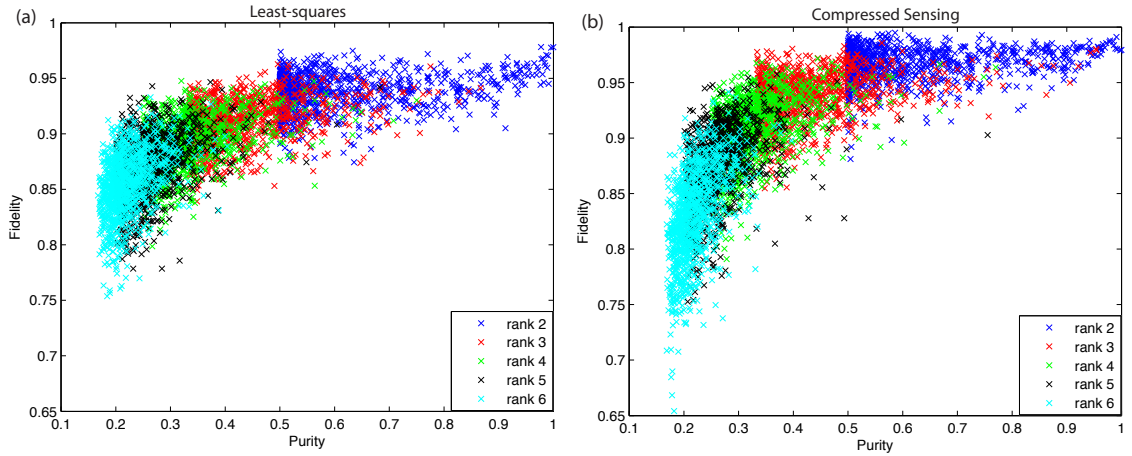 (a)
Least-squares
1
0.95
0.9
0.85
0.8
0.75
0.7
0.65
Fidelity
0.1 0.2 0.3 0.4 0.5 0.6 0.7 0.8 0.9 1
Purity
rank 2
rank 3
rank 4
rank 5
rank 6
(b)
Compressed Sensing
1
0.95
0.9
0.85
0.8
0.75
0.7
0.65
Fidelity
0.1 0.2 0.3 0.4 0.5 0.6 0.7 0.8 0.9 1
Purity
rank 2
rank 3
rank 4
rank 5
rank 6